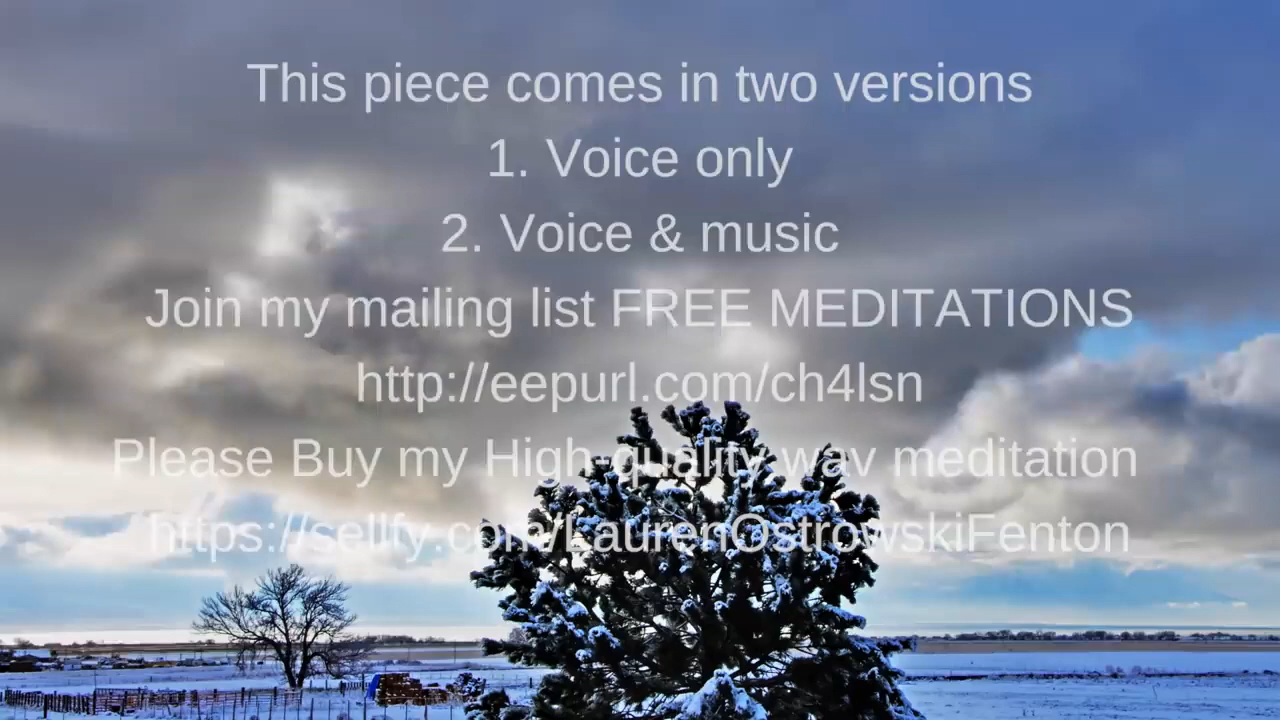 This piece comes in two versions
1. Voice only
2. Voice & music
Join my mailing list FREE MEDITATIONS
http://eepurl.com/ch4lsn
Please Buy my High-quality wav meditation
https://sellfy.com/LaurenOstrowskiFenton